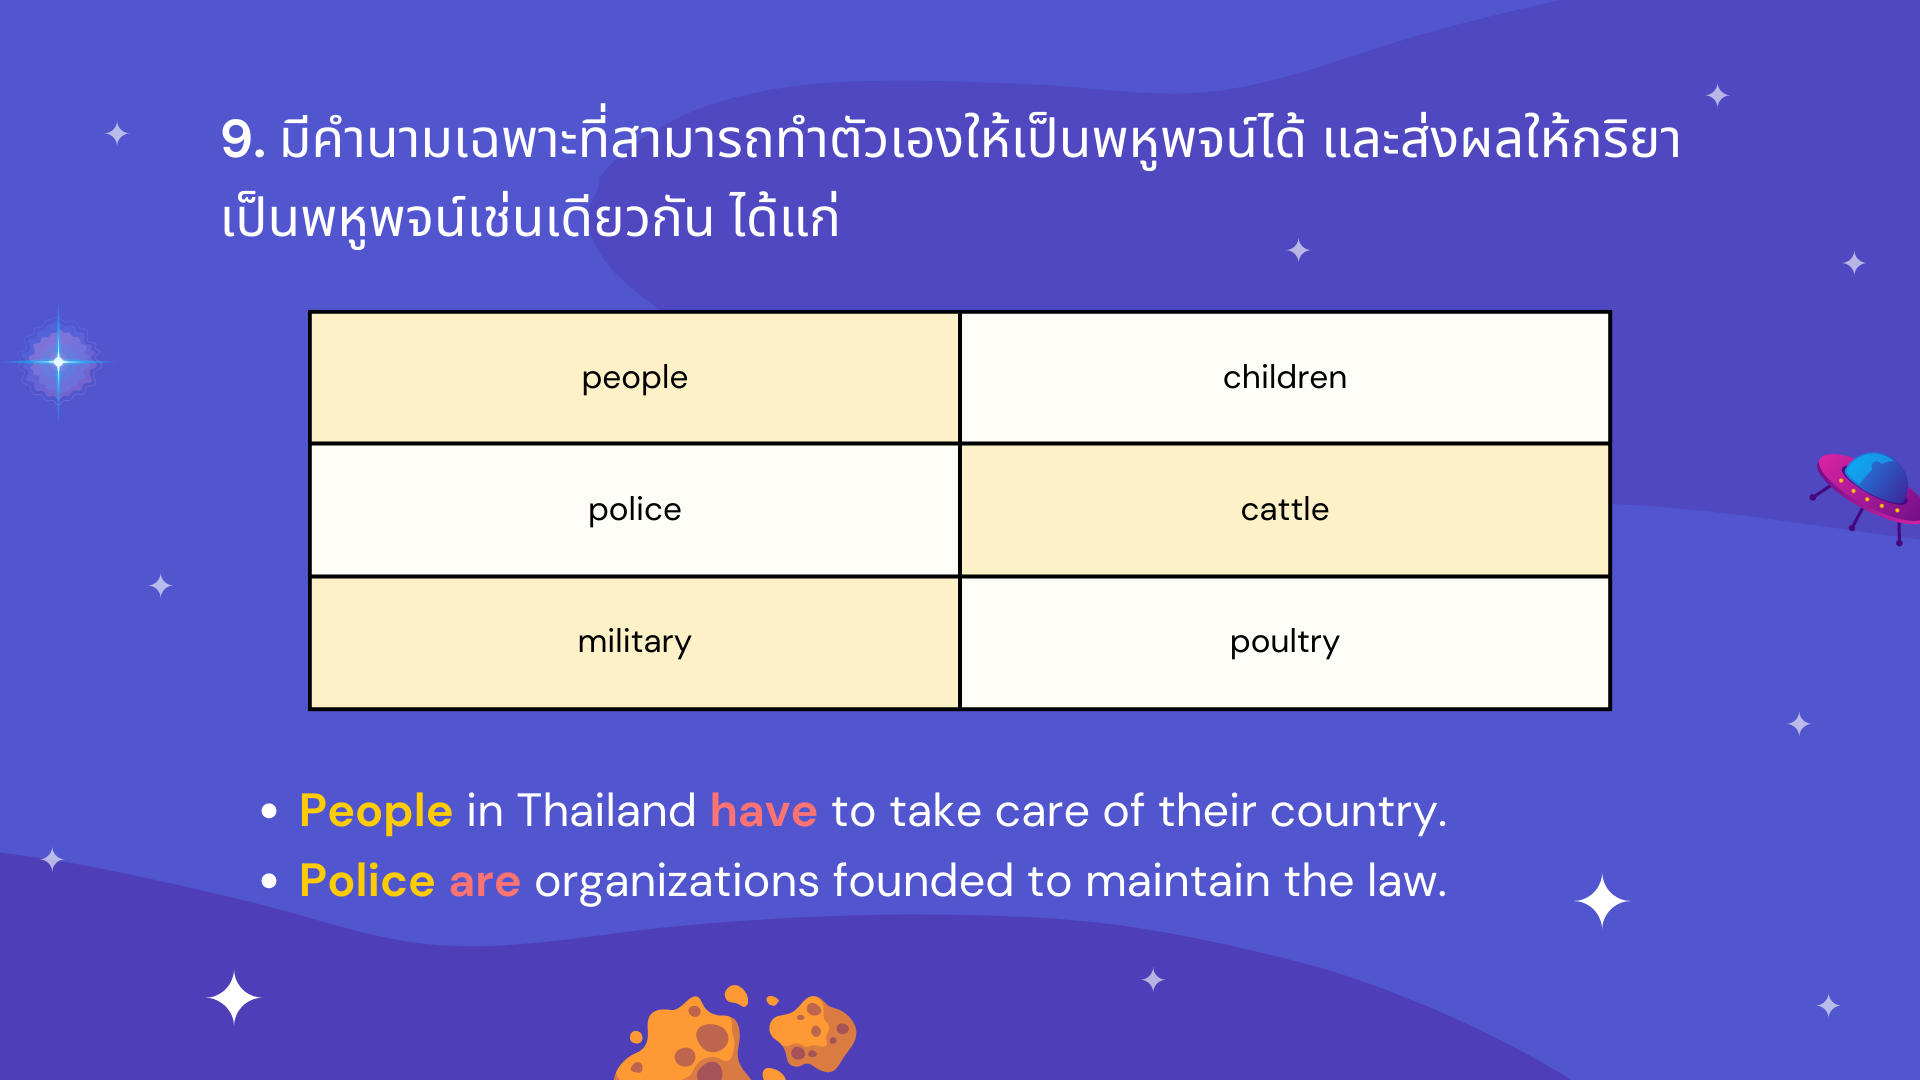 9. มีคำนามเฉพาะที่สามารถทำตัวเองให้เป็นพหูพจน์ได้ และส่งผลให้กริยา
เป็นพหูพจน์เช่นเดียวกัน ได้แก่
people
children
police
cattle
military
poultry
• People in Thailand have to take care of their country.
• Police are organizations founded to maintain the law.